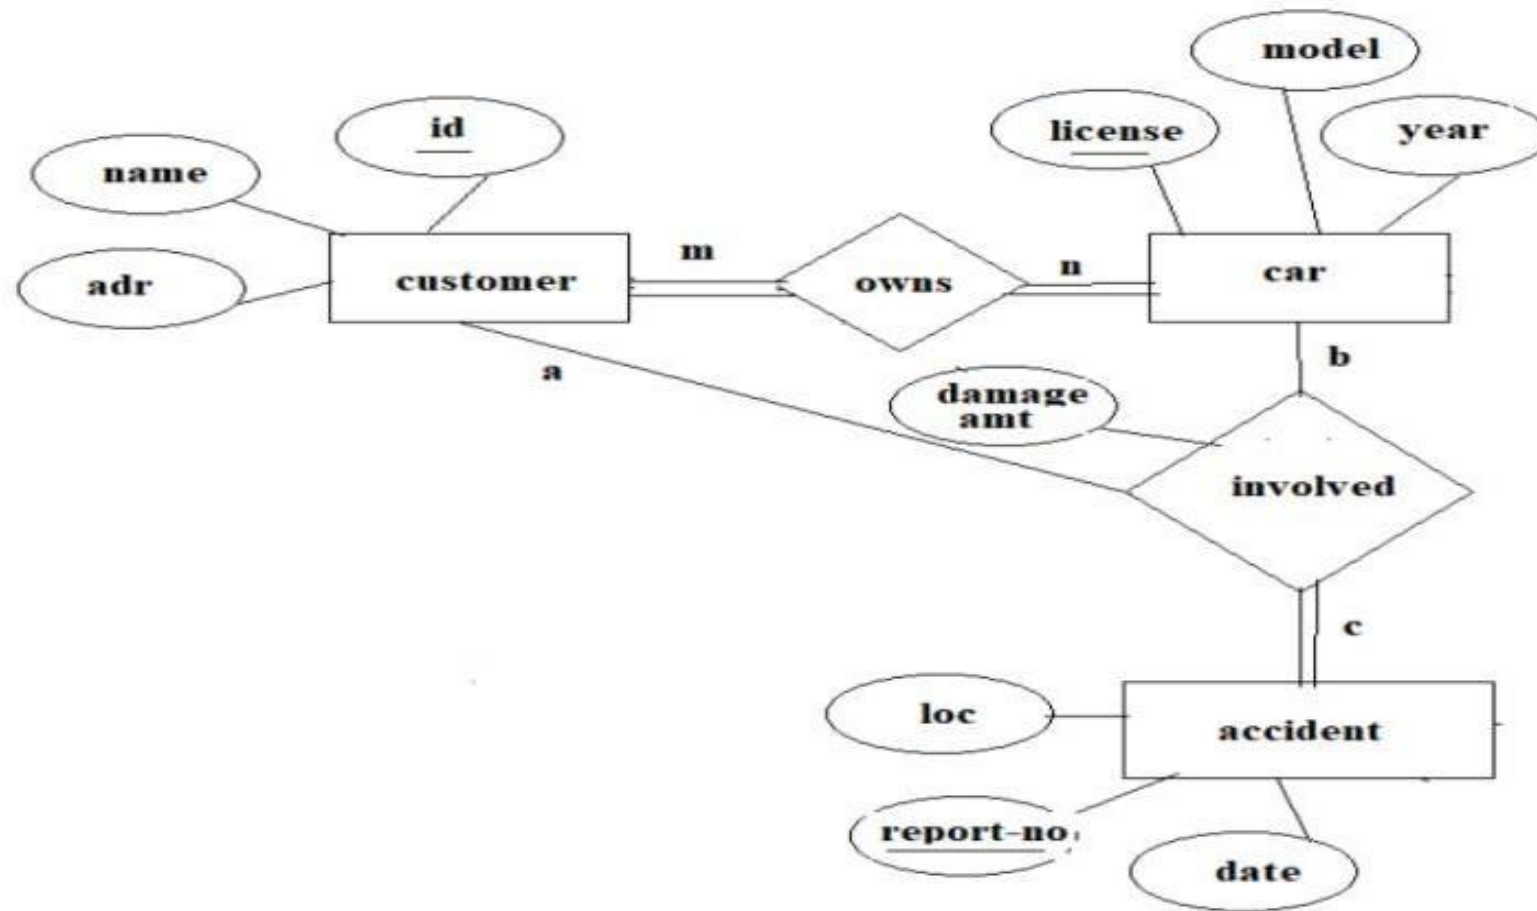 model
license
year
id
name
adr
customer
m
owns
n
car
a
b
damage
amt
involved
c
loc
accident
report-no
date